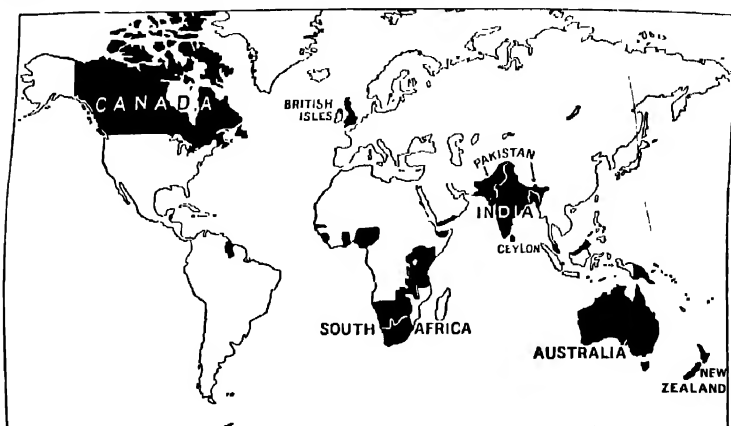 CANADA
BRITISH
ISLES
PAKISTAN
INDIA
CEYLON
SOUTH AFRICA
AUSTRALIA
NEW
ZEALAND